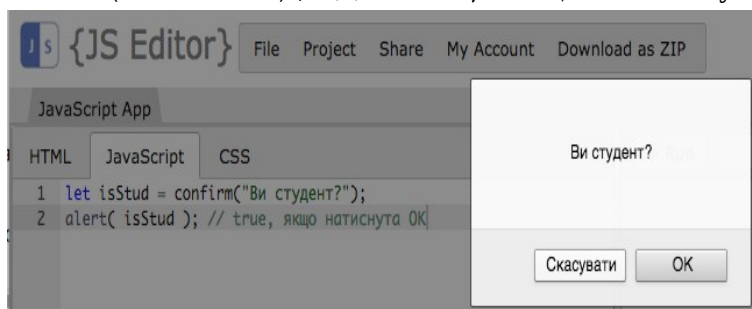 JS {JS Editor} File Project Share My Account Download as ZIP
JavaScript App
HTML JavaScript CSS
1 let isStud = confirm("Ви студент?");
2 alert( isStud ); // true, якщо натиснута OK
Ви студент?
Скасувати OK